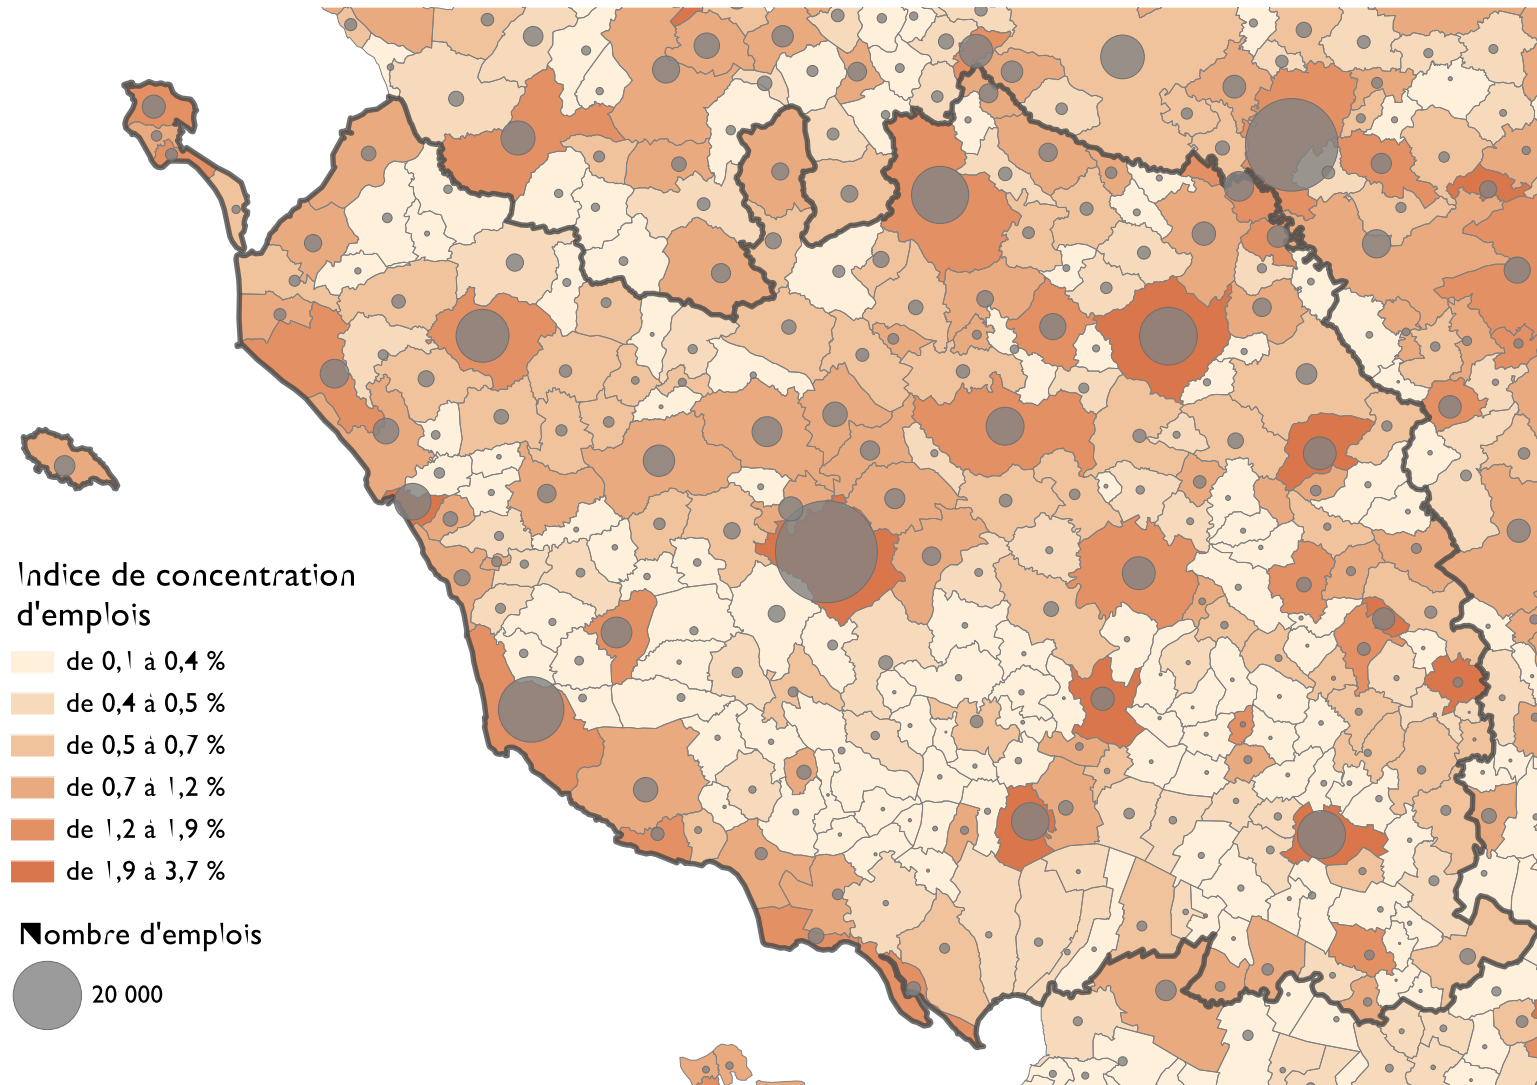 Indice de concentration
d'emplois
de 0,1 à 0,4 %
de 0,4 à 0,5 %
de 0,5 à 0,7 %
de 0,7 à 1,2 %
de 1,2 à 1,9 %
de 1,9 à 3,7 %
Nombre d'emplois
20 000